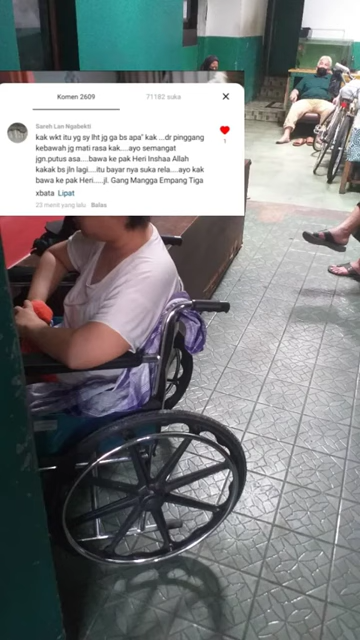 Komen 2609
71182 suka
Sareh Lan Ngabekti
kak wkt itu yg sy lht jg ga bs apa" kak ...dr pinggang
kebawah jg mati rasa kak....ayo semangat
jgn.putus asa....bawa ke pak Heri Inshaa Allah
kakak bs jln lagi....itu bayar nya suka rela....ayo kak
bawa ke pak Heri.....jl. Gang Mangga Empang Tiga
xbata Lipat
1
23 menit yang lalu Balas